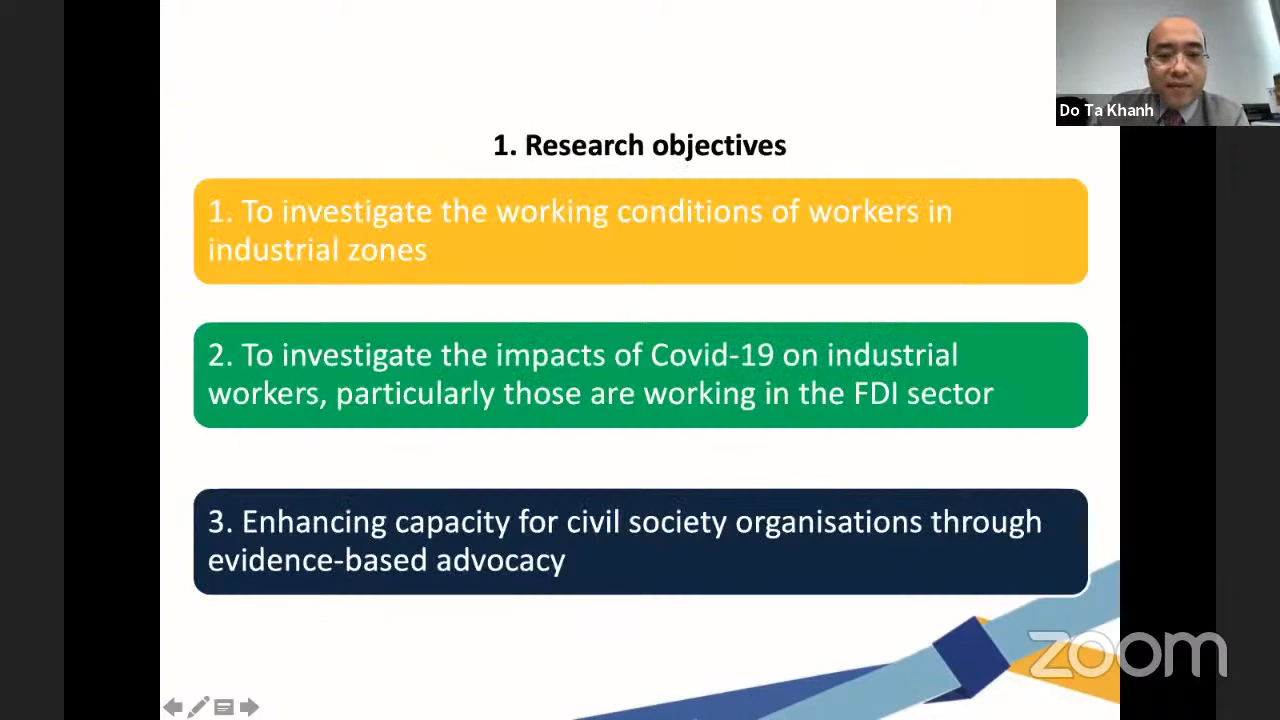 Do Ta Khanh
1. Research objectives
1. To investigate the working conditions of workers in
industrial zones
2. To investigate the impacts of Covid-19 on industrial
workers, particularly those are working in the FDI sector
3. Enhancing capacity for civil society organisations through
evidence-based advocacy
zoom